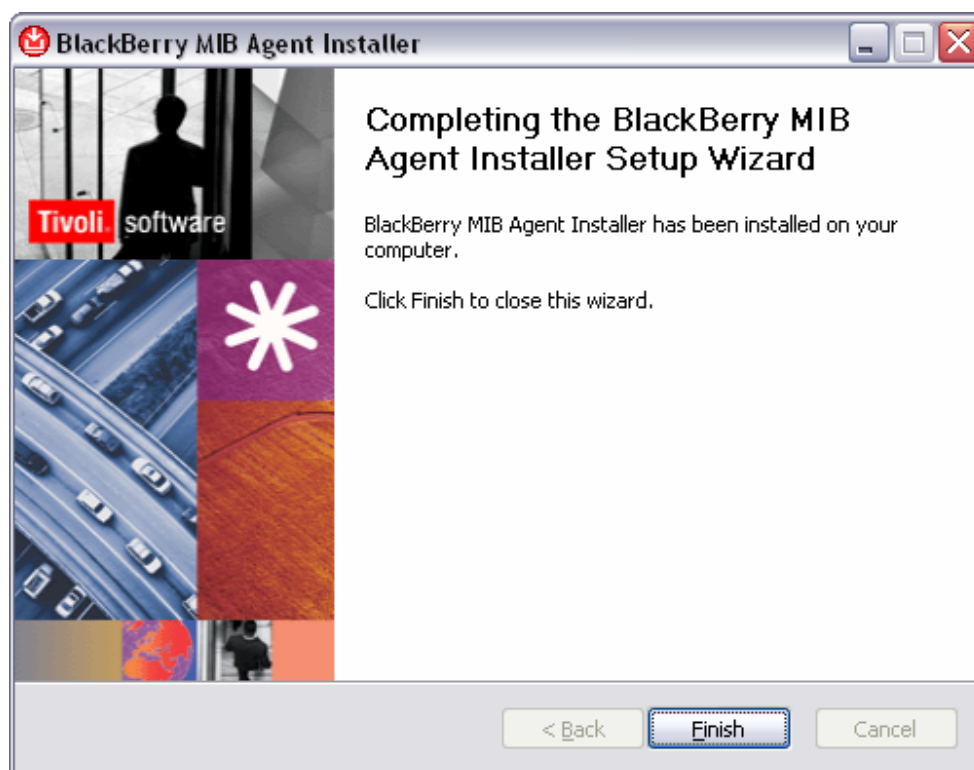 BlackBerry MIB Agent Installer
Completing the BlackBerry MIB
Agent Installer Setup Wizard
Tivoli. software
BlackBerry MIB Agent Installer has been installed on your
computer.
Click Finish to close this wizard.
< Back
Finish
Cancel